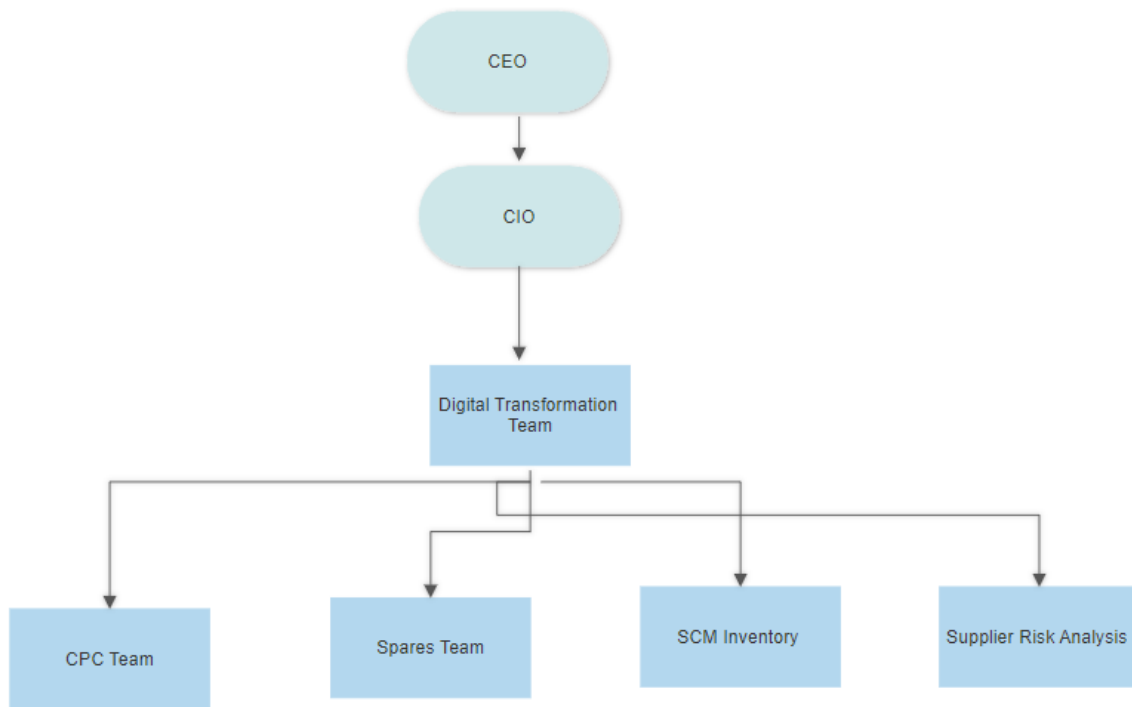 CEO
CIO
Digital Transformation
Team
CPC Team
Spares Team
SCM Inventory
Supplier Risk Analysis